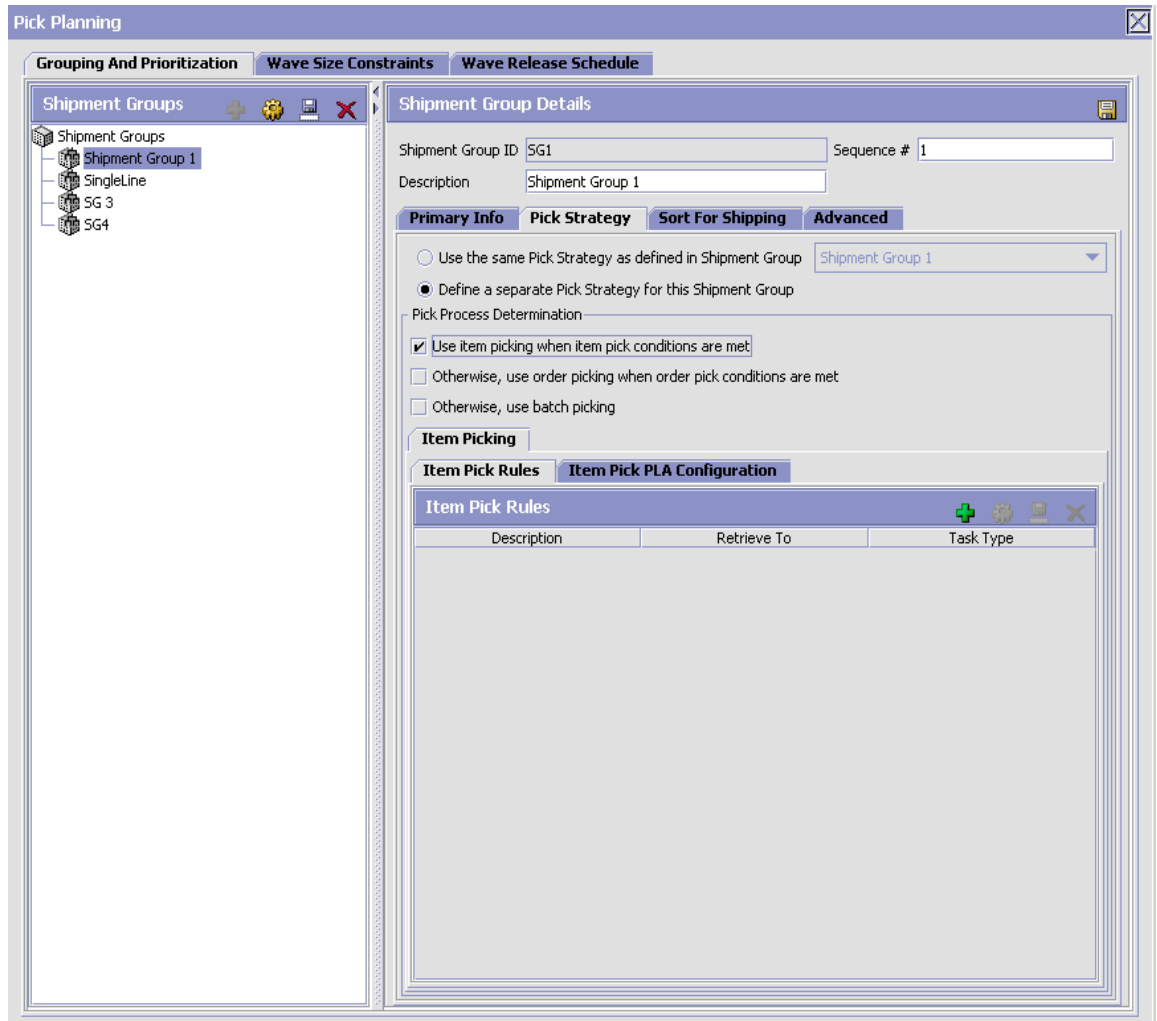 Pick Planning
Grouping And Prioritization Wave Size Constraints Wave Release Schedule
Shipment Groups
Shipment Groups
Shipment Group 1
SingleLine
SG 3
SG4
Shipment Group Details
Shipment Group ID SG1 Sequence # 1
Description Shipment Group 1
Primary Info Pick Strategy Sort For Shipping Advanced
Use the same Pick Strategy as defined in Shipment Group Shipment Group 1
Define a separate Pick Strategy for this Shipment Group
Pick Process Determination
Use item picking when item pick conditions are met
Otherwise, use order picking when order pick conditions are met
Otherwise, use batch picking
Item Picking
Item Pick Rules Item Pick PLA Configuration
Item Pick Rules
Description Retrieve To Task Type